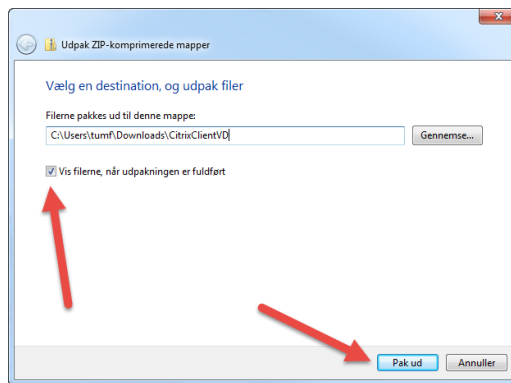 Udpak ZIP-komprimerede mapper
Vælg en destination, og udpak filer
Filerne pakkes ud til denne mappe:
C:\Users\tumf\Downloads\CitrixClientVD
Gennemse...
Vis filerne, når udpakningen er fuldført
Pak ud
Annuller